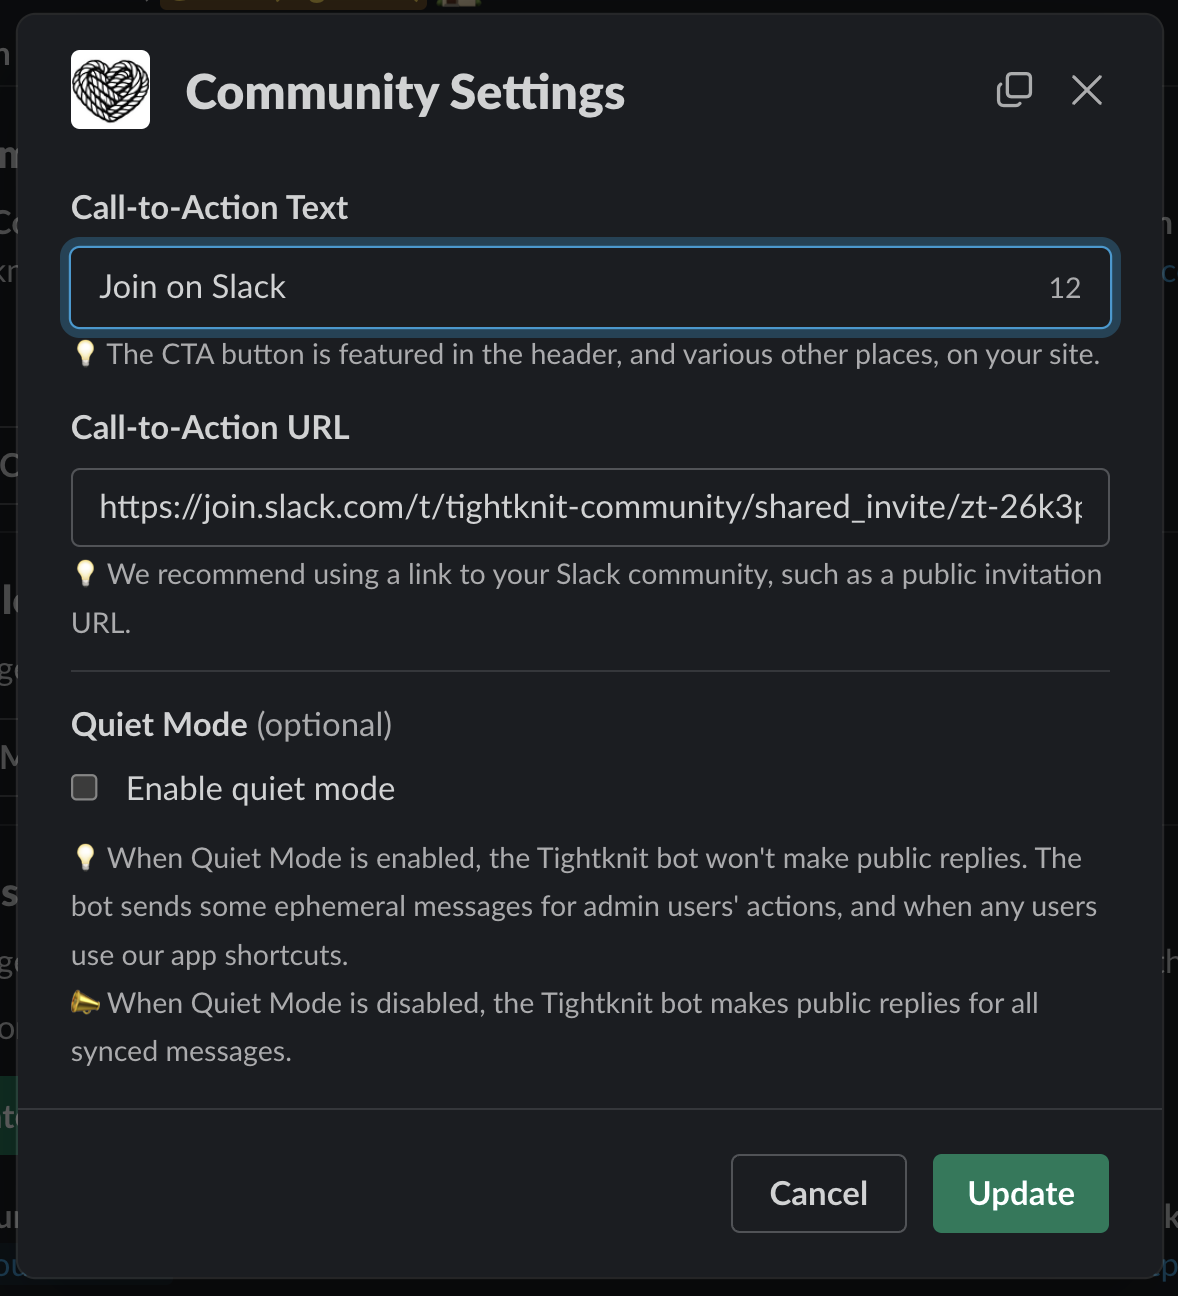 Community Settings
Call-to-Action Text
Join on Slack 12
💡 The CTA button is featured in the header, and various other places, on your site.
Call-to-Action URL
https://join.slack.com/t/tightknit-community/shared_invite/zt-26k3p
💡 We recommend using a link to your Slack community, such as a public invitation
URL.
Quiet Mode (optional)
Enable quiet mode
💡 When Quiet Mode is enabled, the Tightknit bot won't make public replies. The
bot sends some ephemeral messages for admin users' actions, and when any users
use our app shortcuts.
📣 When Quiet Mode is disabled, the Tightknit bot makes public replies for all
synced messages.
Cancel Update